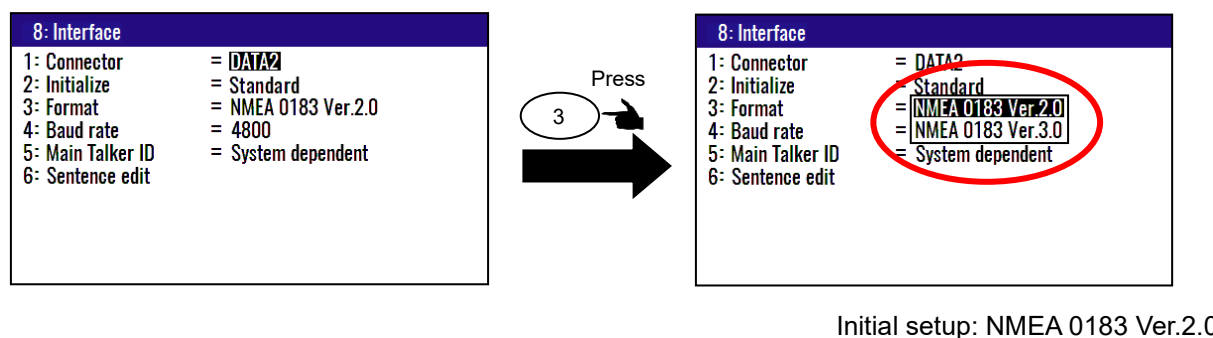 8: Interface
1: Connector = DATA2
2: Initialize = Standard
3: Format = NMEA 0183 Ver.2.0
4: Baud rate = 4800
5: Main Talker ID = System dependent
6: Sentence edit
Press
3
8: Interface
1: Connector = DATA2
2: Initialize = Standard
3: Format = NMEA 0183 Ver.2.0
4: Baud rate = NMEA 0183 Ver.3.0
5: Main Talker ID = System dependent
6: Sentence edit
Initial setup: NMEA 0183 Ver.2.0